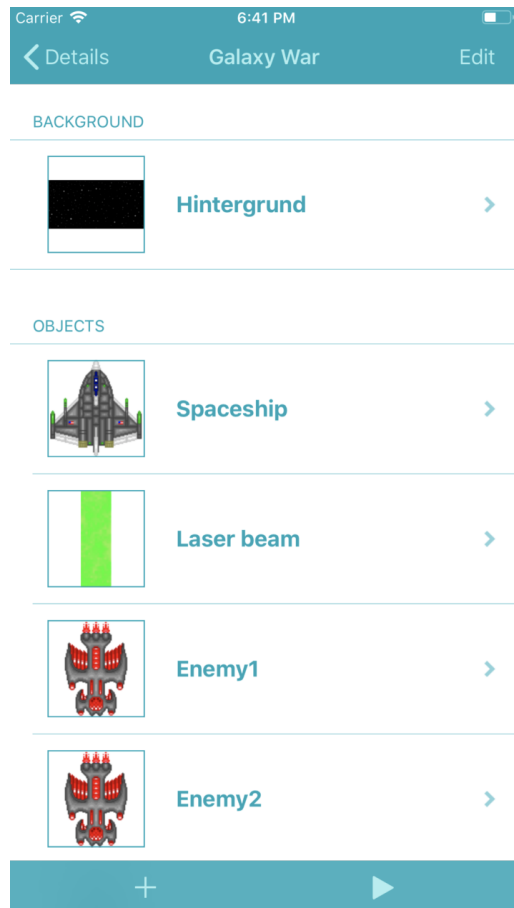 Carrier 6:41 PM
Details Galaxy War Edit
BACKGROUND
Hintergrund
OBJECTS
Spaceship
Laser beam
Enemy1
Enemy2